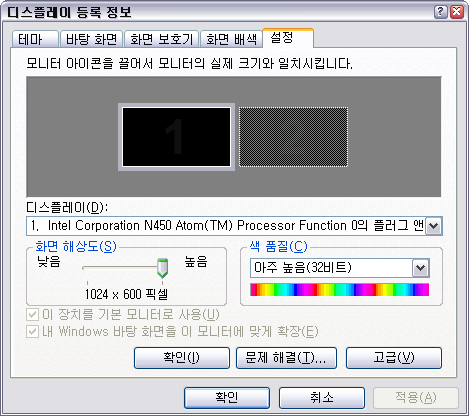 디스플레이 등록 정보
테마
바탕 화면
화면 보호기
화면 배색
설정
모니터 아이콘을 끌어서 모니터의 실제 크기와 일치시킵니다.
1
디스플레이(D):
1. Intel Corporation N450 Atom(TM) Processor Function 0의 플러그 앤
화면 해상도(S)
낮음
높음
1024 x 600 픽셀
색 품질(C)
아주 높음(32비트)
이 장치를 기본 모니터로 사용(U)
내 Windows 바탕 화면을 이 모니터에 맞게 확장(E)
확인(I)
문제 해결(T)...
고급(V)
확인
취소
적용(A)